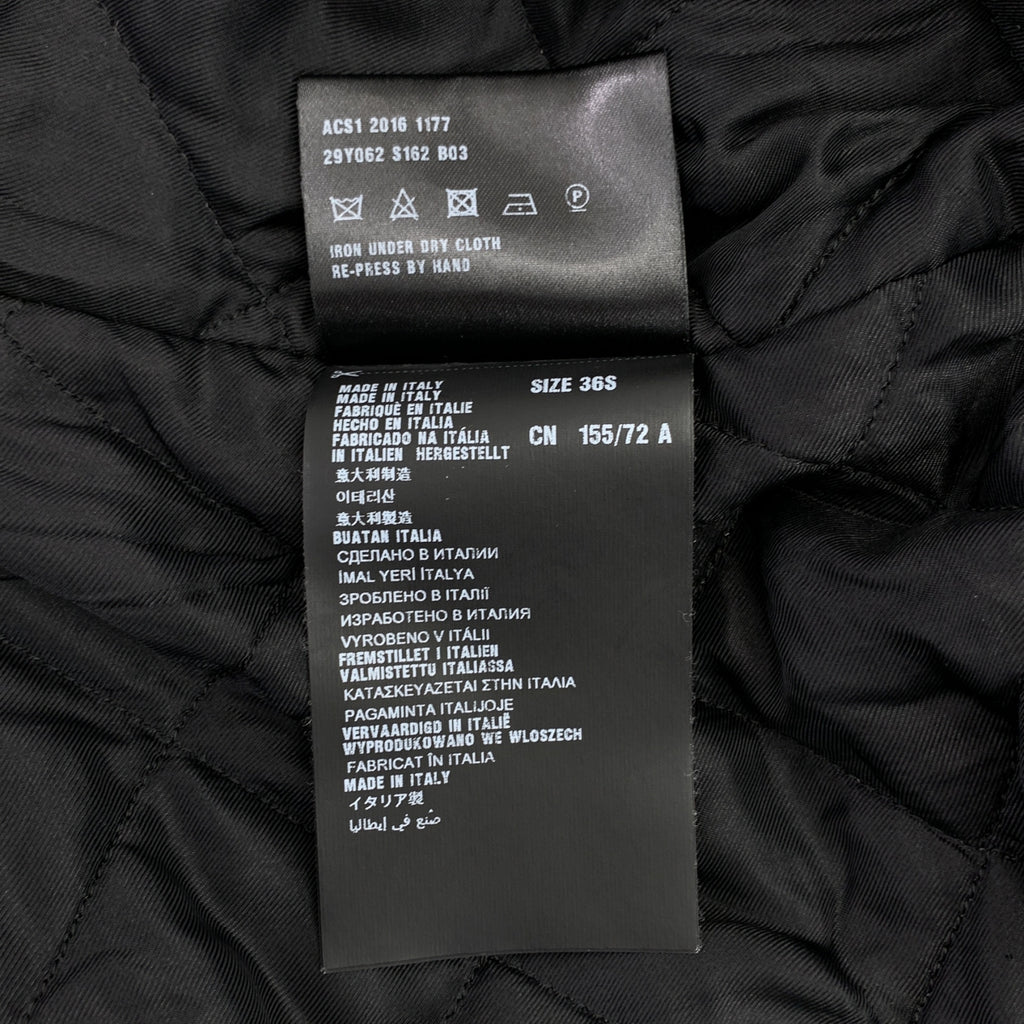 ACS1 2016 1177
29Y062 S162 B03
P
IRON UNDER DRY CLOTH
RE-PRESS BY HAND
MADE IN ITALY
MADE IN ITALY
FABRIQUÈ EN ITALIE
HECHO EN ITALIA
FABRICADO NA ITÁLIA
IN ITALIEN HERGESTELLT
SIZE 36S
CN 155/72 A
意大利制造
이테리산
意大利製造
BUATAN ITALIA
СДЕЛАНО В ИТАЛИИ
İMAL YERİ İTALYA
ЗРОБЛЕНО В ІТАЛІЇ
ИЗРАБОТЕНО В ИТАЛИЯ
VYROBENO V ITÁLII
FREMSTILLET I ITALIEN
VALMISTETTU ITALIASSA
ΚΑΤΑΣΚΕΥΑΖΕΤΑΙ ΣΤΗΝ ΙΤΑΛΙΑ
PAGAMINTA ITALIJOJE
VERVAARDIGD IN ITALIË
WYPRODUKOWANO WE WLOSZECH
FABRICAT ÎN ITALIA
MADE IN ITALY
イタリア製
صُنع في إيطاليا